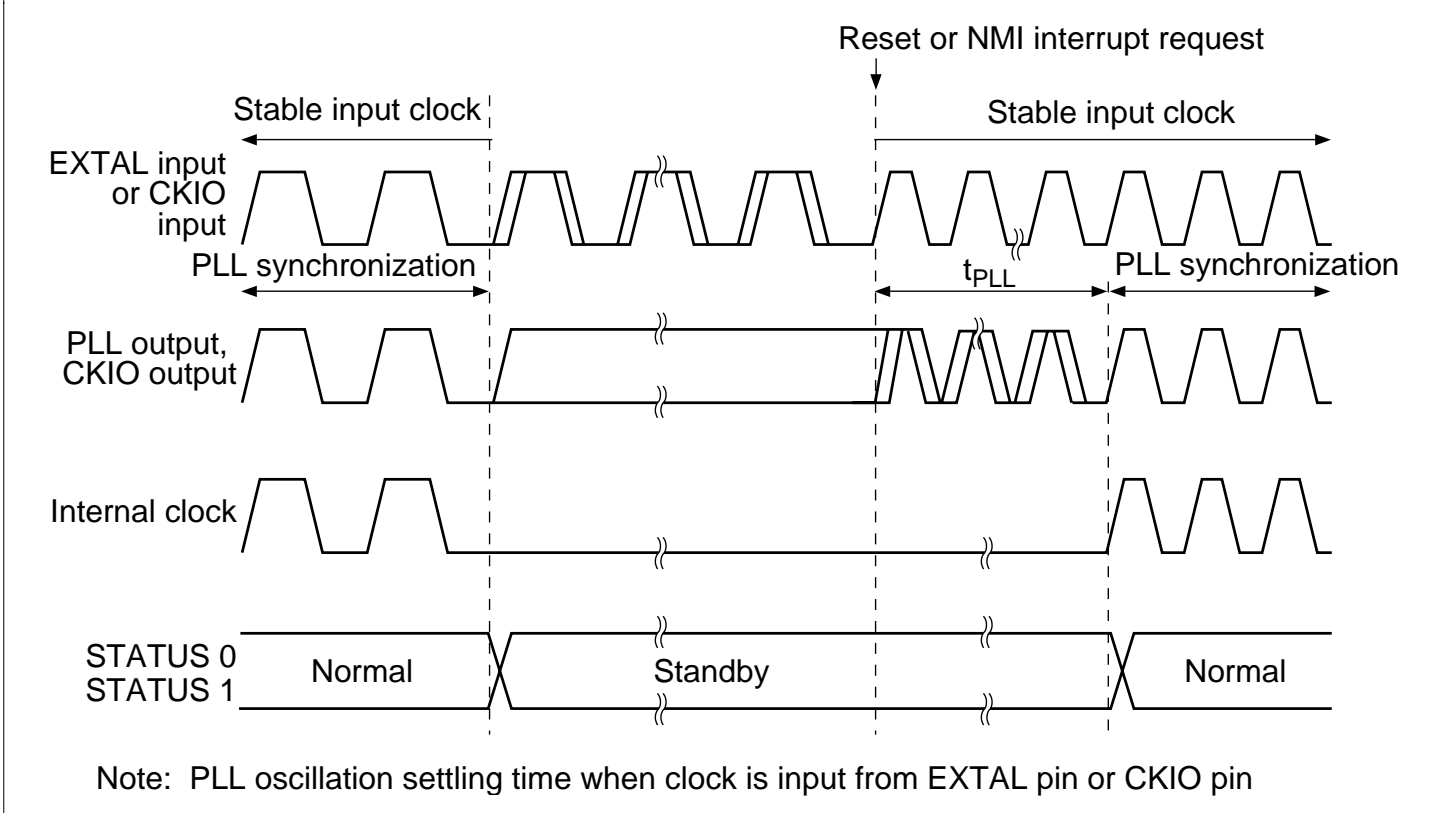 Reset or NMI interrupt request
Stable input clock
Stable input clock
EXTAL input
or CKIO
input
PLL synchronization
tPLL
PLL synchronization
PLL output,
CKIO output
Internal clock
STATUS 0
STATUS 1
Normal
Standby
Normal
Note: PLL oscillation settling time when clock is input from EXTAL pin or CKIO pin